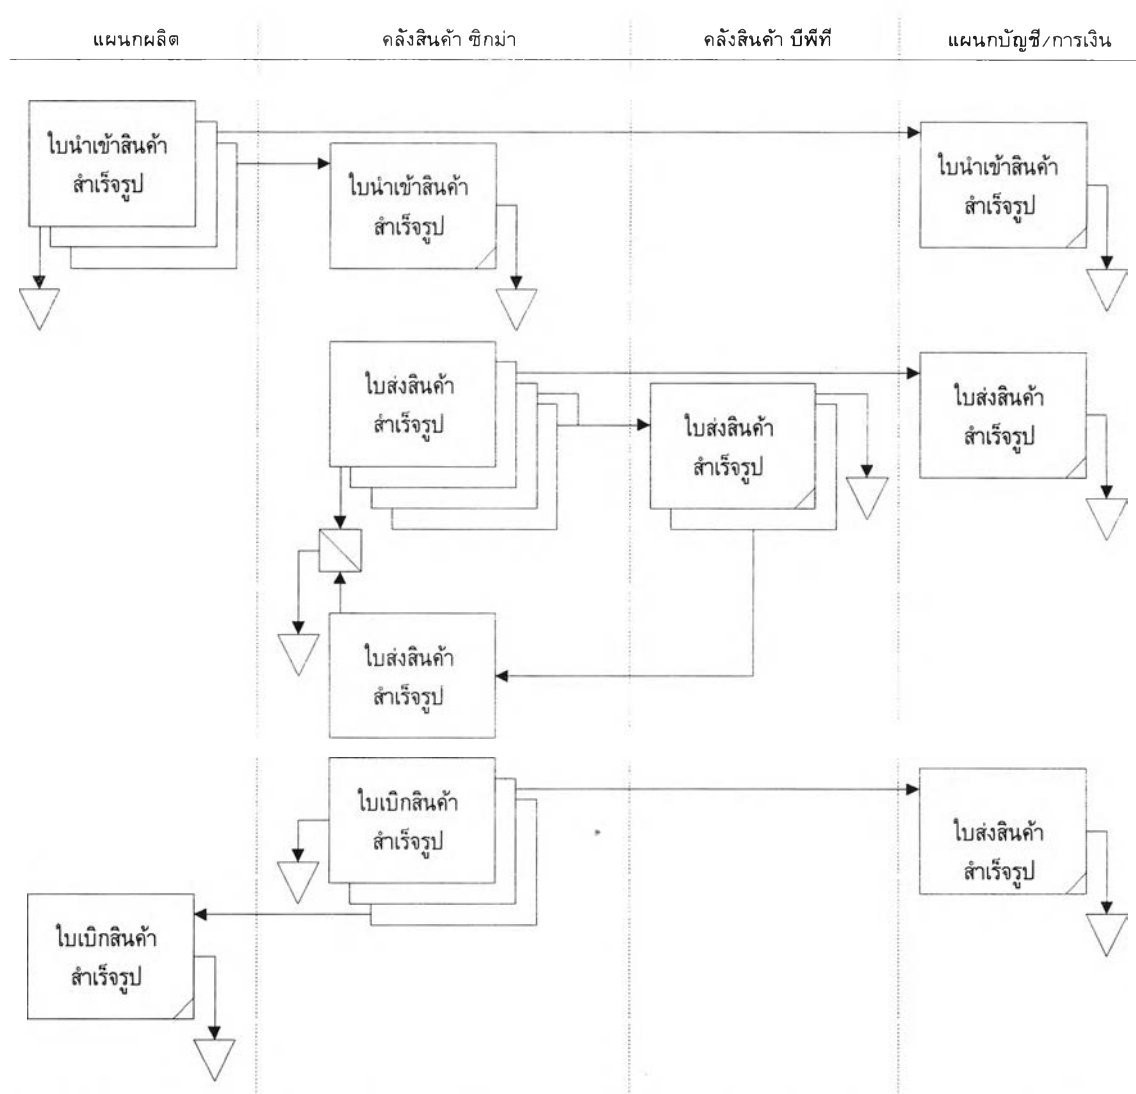 แผนกผลิต
คลังสินค้า ซิกม่า
คลังสินค้า บีพีที
แผนกบัญชี/การเงิน
ใบนำเข้าสินค้า
สำเร็จรูป
ใบนำเข้าสินค้า
สำเร็จรูป
ใบนำเข้าสินค้า
สำเร็จรูป
ใบส่งสินค้า
สำเร็จรูป
ใบส่งสินค้า
สำเร็จรูป
ใบส่งสินค้า
สำเร็จรูป
ใบส่งสินค้า
สำเร็จรูป
ใบเบิกสินค้า
สำเร็จรูป
ใบส่งสินค้า
สำเร็จรูป
ใบเบิกสินค้า
สำเร็จรูป